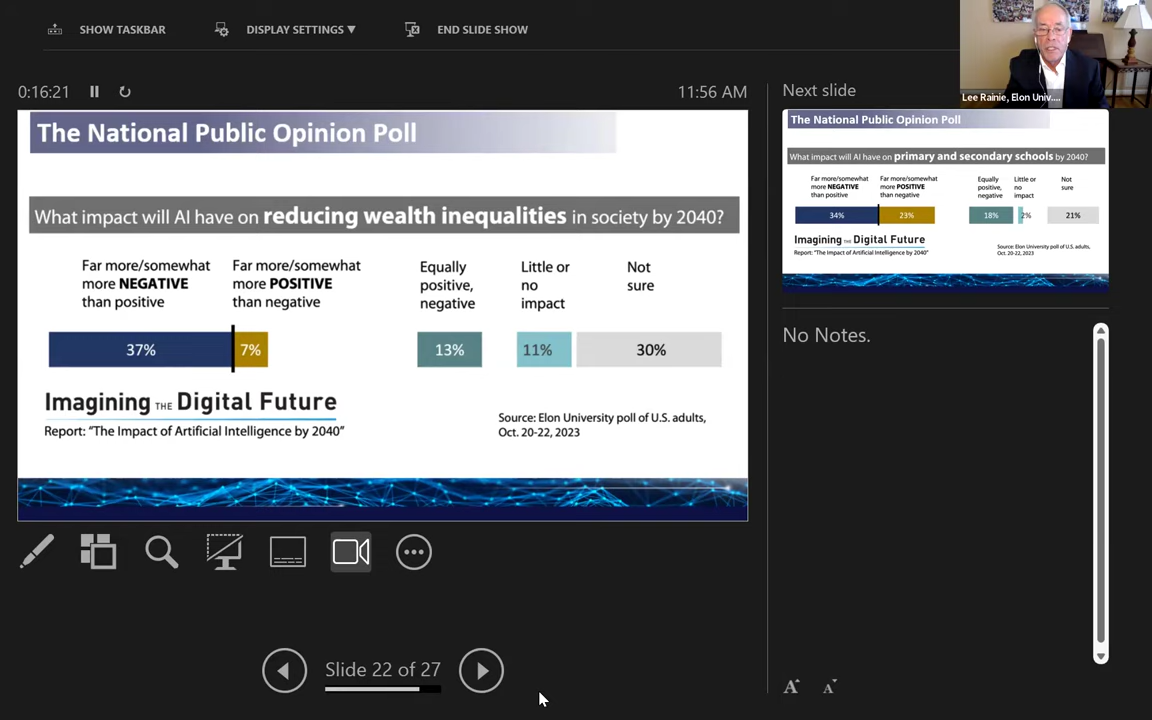 SHOW TASKBAR
DISPLAY SETTINGS ▼
END SLIDE SHOW
Lee Rainie, Elon Univ....
0:16:21
11:56 AM
The National Public Opinion Poll
What impact will AI have on reducing wealth inequalities in society by 2040?
Far more/somewhat
more NEGATIVE
than positive
Far more/somewhat
more POSITIVE
than negative
Equally
positive,
negative
Little or
no
impact
Not
sure
37%
7%
13%
11%
30%
Imagining THE Digital Future
Report: “The Impact of Artificial Intelligence by 2040”
Source: Elon University poll of U.S. adults,
Oct. 20-22, 2023
Slide 22 of 27
Next slide
The National Public Opinion Poll
What impact will AI have on primary and secondary schools by 2040?
Far more/somewhat
more NEGATIVE
than positive
Far more/somewhat
more POSITIVE
than negative
Equally
positive,
negative
Little or
no
impact
Not
sure
34%
23%
18%
2%
21%
Imagining THE Digital Future
Report: “The Impact of Artificial Intelligence by 2040”
Source: Elon University poll of U.S. adults,
Oct. 20-22, 2023
No Notes.
A A